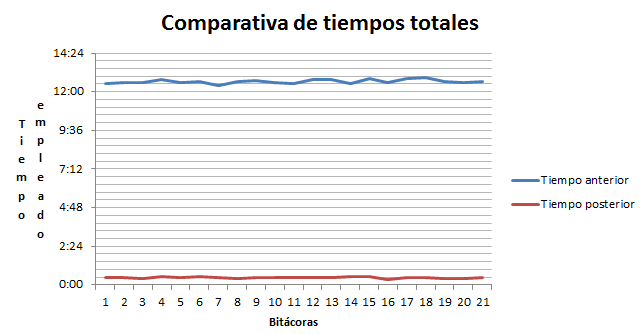 Comparativa de tiempos totales
14:24
12:00
9:36
7:12
4:48
2:24
0:00
Tiempo
empleado
1 2 3 4 5 6 7 8 9 10 11 12 13 14 15 16 17 18 19 20 21
Bitácoras
Tiempo anterior
Tiempo posterior